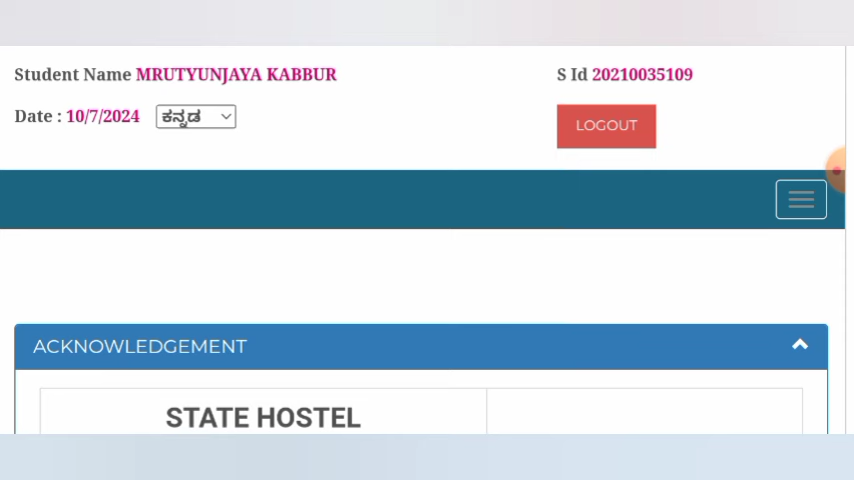 Student Name MRUTYUNJAYA KABBUR
S Id 20210035109
Date : 10/7/2024 ಕನ್ನಡ
LOGOUT
ACKNOWLEDGEMENT
STATE HOSTEL